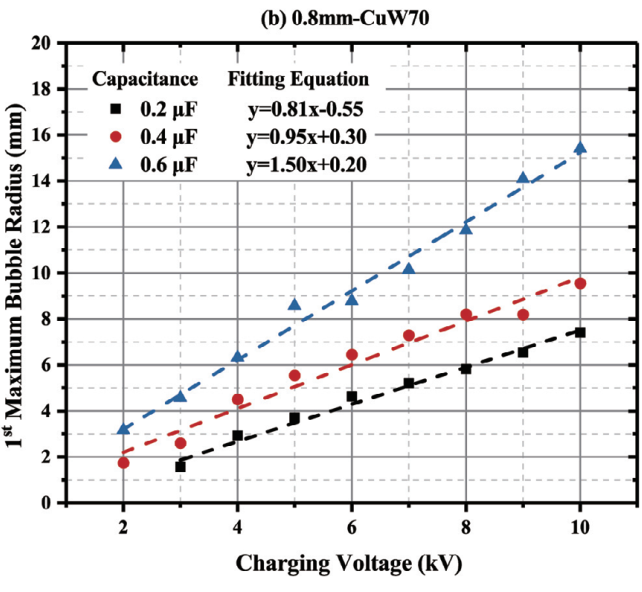 (b) 0.8mm-CuW70
20
18
16
14
12
10
8
6
4
2
0
1st Maximum Bubble Radius (mm)
Capacitance Fitting Equation
0.2 μF y=0.81x-0.55
0.4 μF y=0.95x+0.30
0.6 μF y=1.50x+0.20
2 4 6 8 10
Charging Voltage (kV)